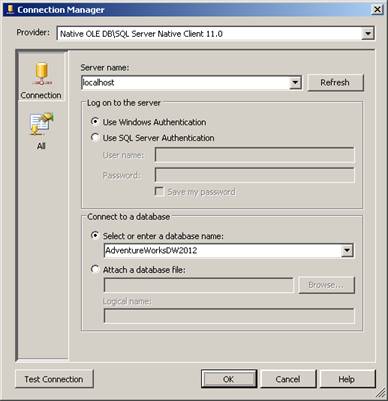 Connection Manager
Provider: Native OLE DB\SQL Server Native Client 11.0
Connection
All
Server name:
localhost
Refresh
Log on to the server
Use Windows Authentication
Use SQL Server Authentication
User name:
Password:
Save my password
Connect to a database
Select or enter a database name:
AdventureWorksDW2012
Attach a database file:
Browse...
Logical name:
Test Connection OK Cancel Help